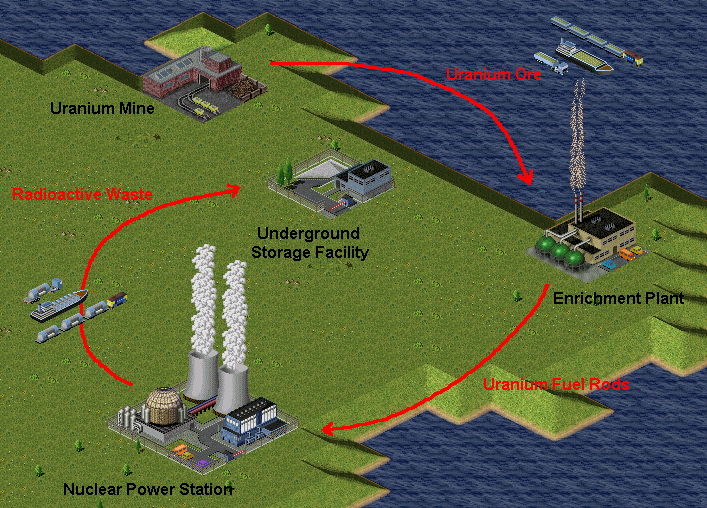 Uranium Ore
Uranium Mine
Radioactive Waste
Underground
Storage Facility
Enrichment Plant
Uranium Fuel Rods
Nuclear Power Station